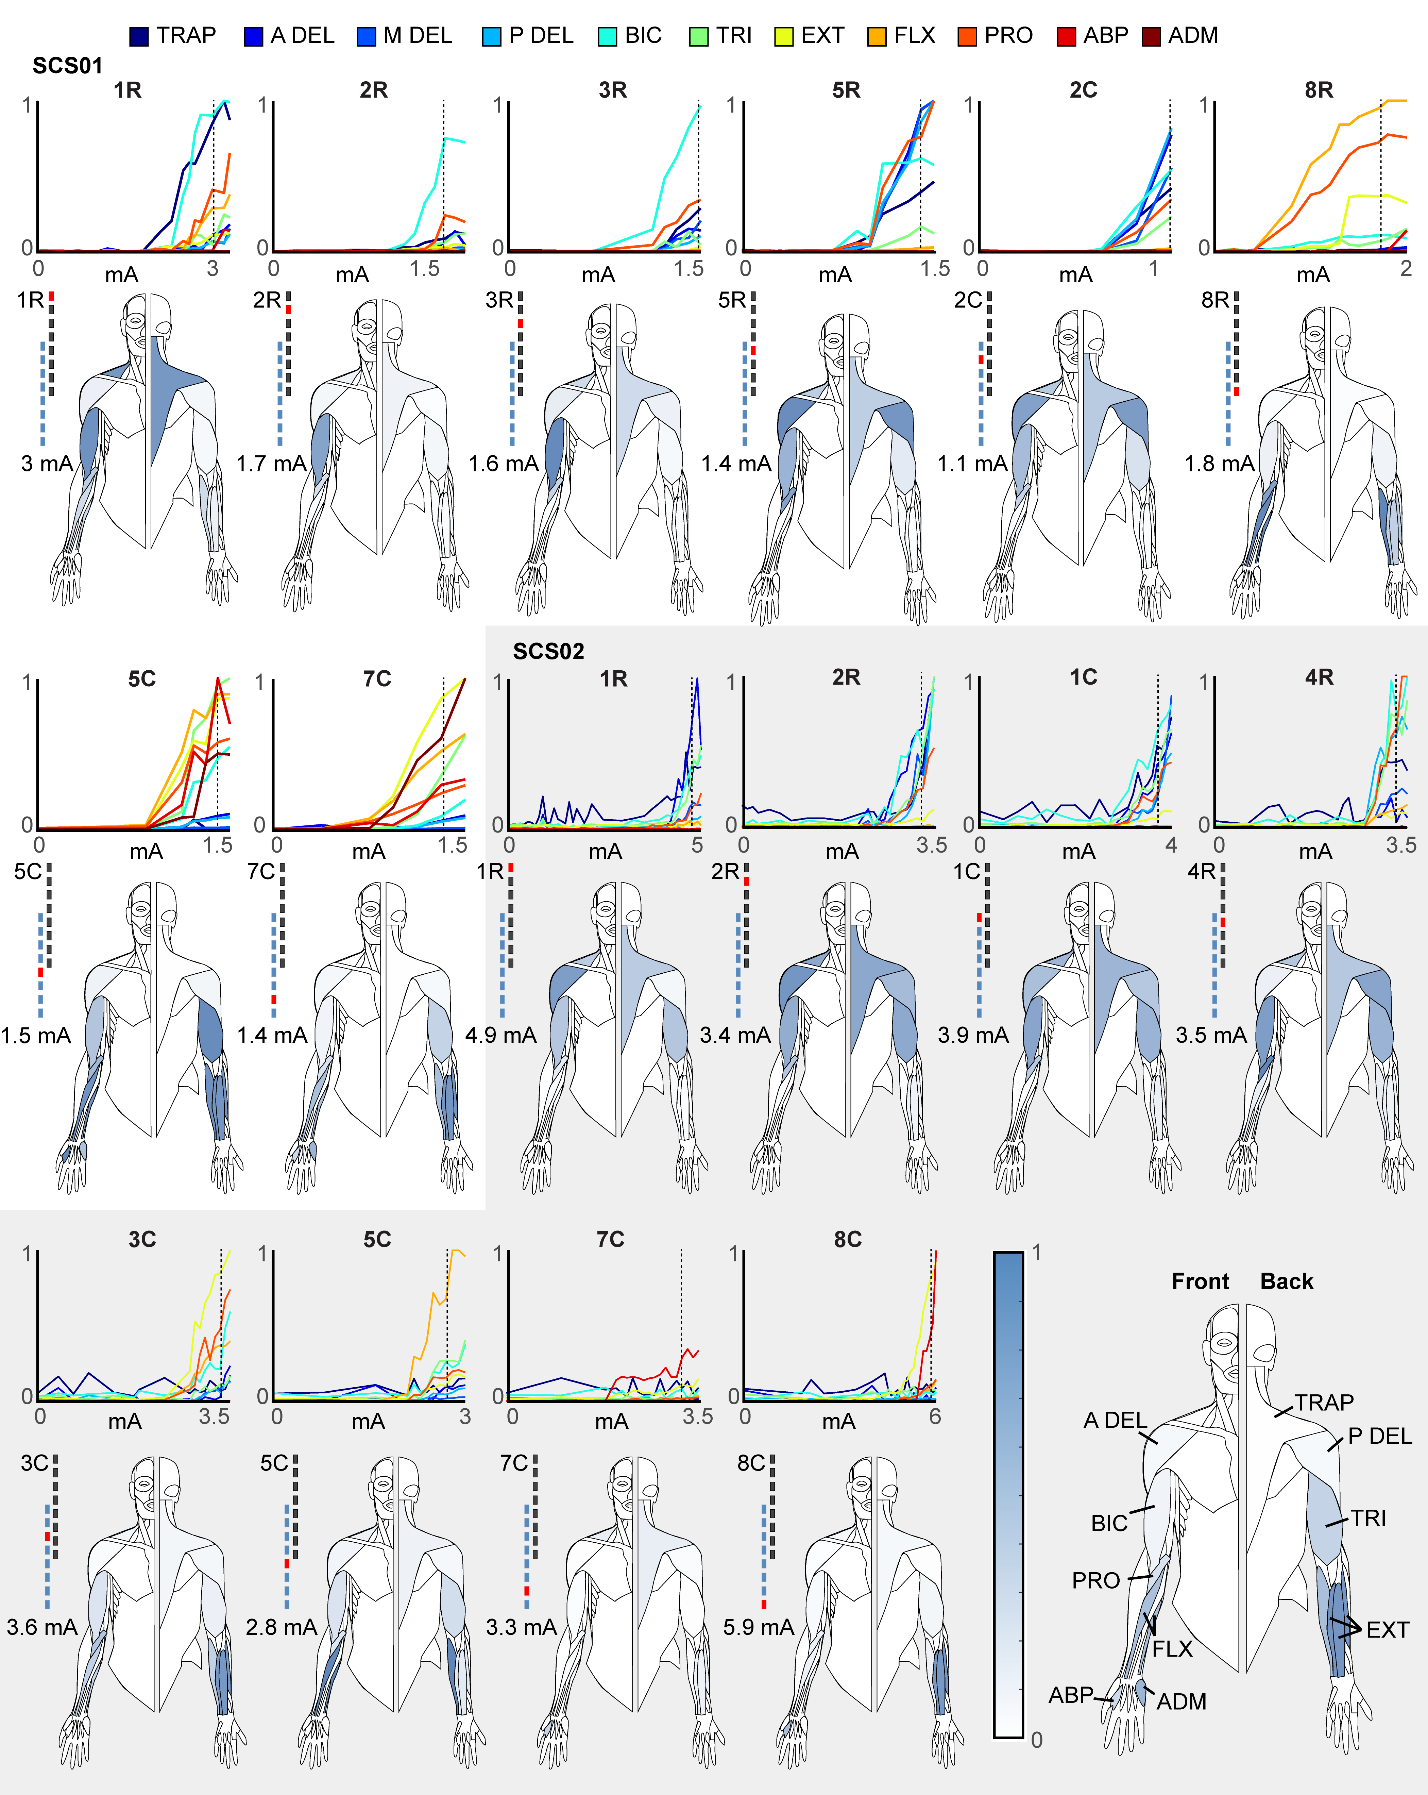 TRAP A DEL M DEL P DEL BIC TRI EXT FLX PRO ABP ADM
SCS01
1R 2R 3R 5R 2C 8R
1 1 1 1 1 1
0 0 0 0 0 0
0 3 0 1.5 0 1.5 0 1.5 0 1 0 2
mA mA mA mA mA mA
1R 2R 3R 5R 2C 8R
3 mA 1.7 mA 1.6 mA 1.4 mA 1.1 mA 1.8 mA
SCS02
5C 7C 1R 2R 1C 4R
1 1 1 1 1 1
0 0 0 0 0 0
0 1.5 0 1.5 0 5 0 3.5 0 4 0 3.5
mA mA mA mA mA mA
5C 7C 1R 2R 1C 4R
1.5 mA 1.4 mA 4.9 mA 3.4 mA 3.9 mA 3.5 mA
3C 5C 7C 8C
1 1 1 1 1
Front Back
0 0 0 0
0 3.5 0 3 0 3.5 0 6
mA mA mA mA
TRAP
A DEL P DEL
3C 5C 7C 8C
BIC TRI
PRO
3.6 mA 2.8 mA 3.3 mA 5.9 mA
EXT
FLX
ABP ADM
0